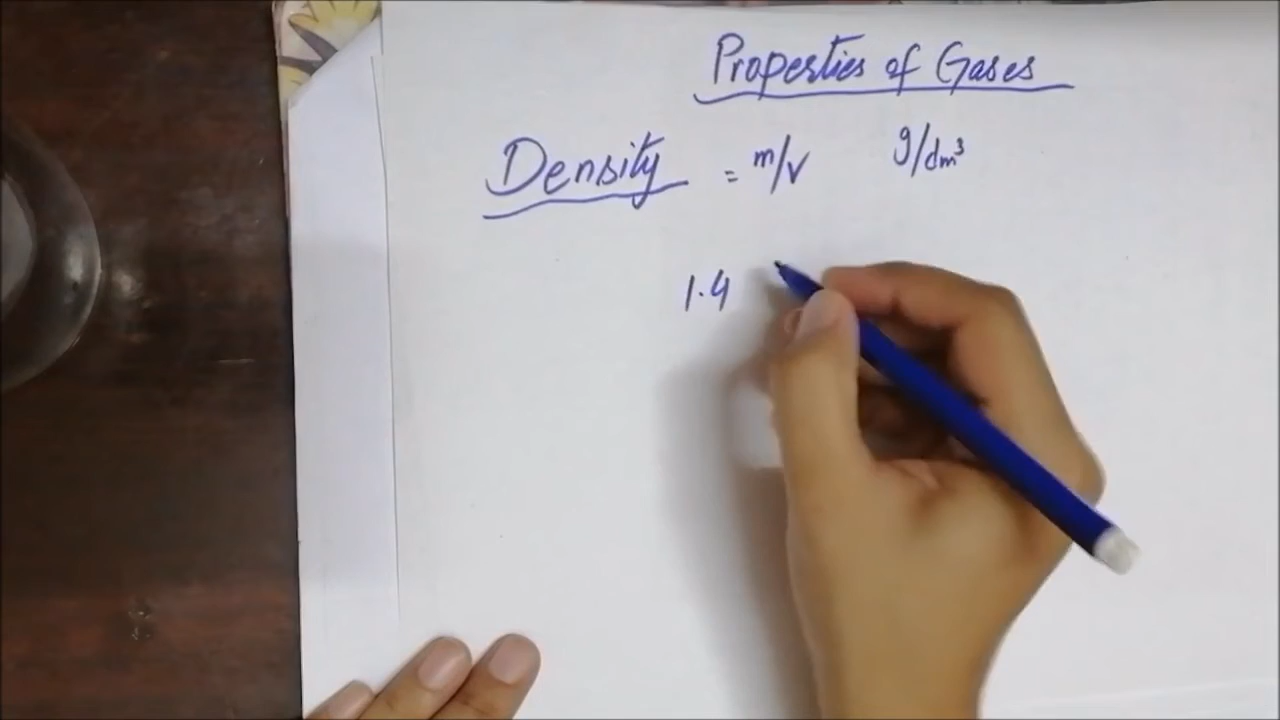 Properties of Gases
Density = m/v g/dm³
1.4